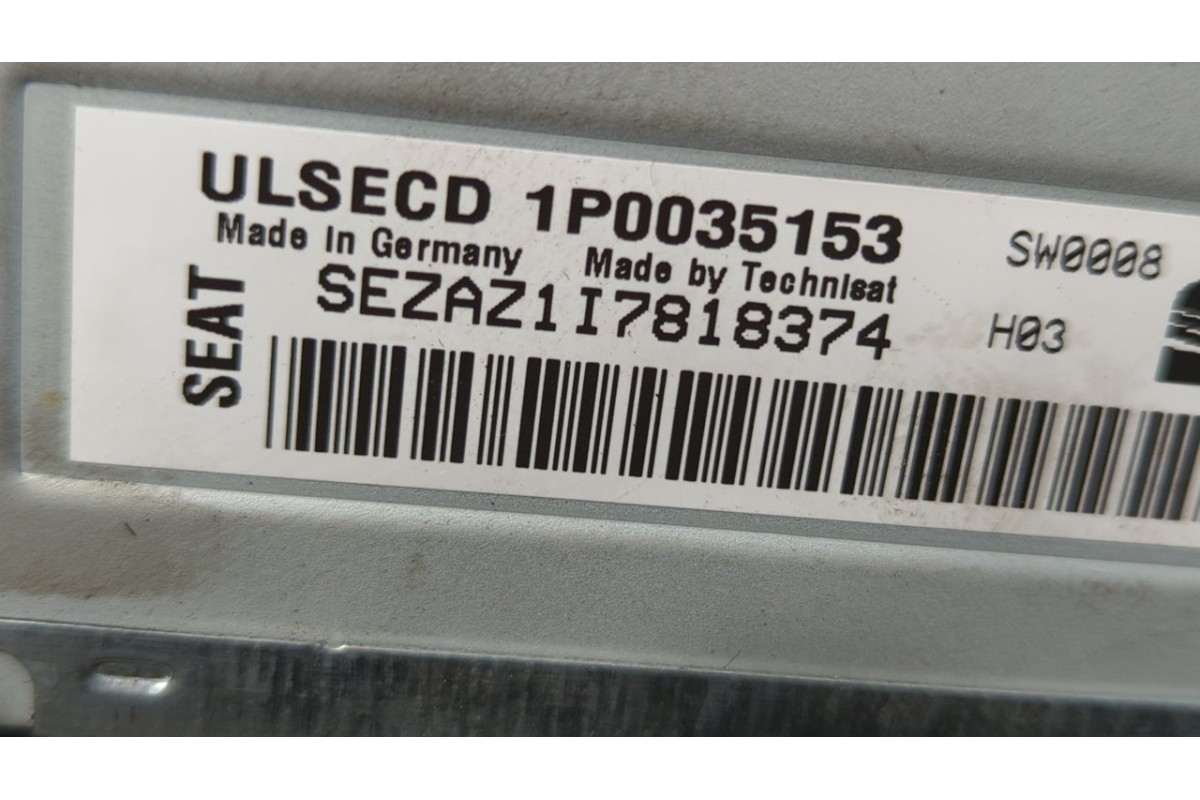 ULSECD 1P0035153
Made In Germany Made by Technisat
SEZAZ1I7818374
SEAT
SW0008
H03